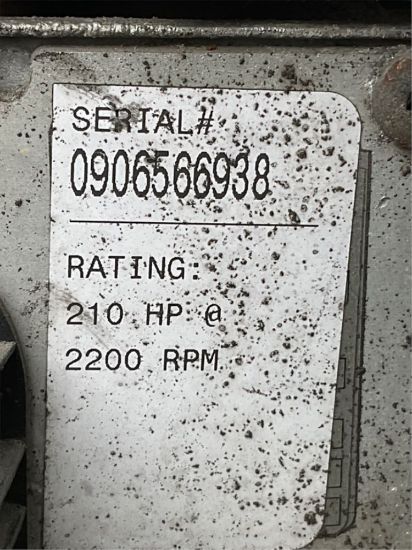 SERIAL#
0906566938
RATING:
210 HP @
2200 RPM